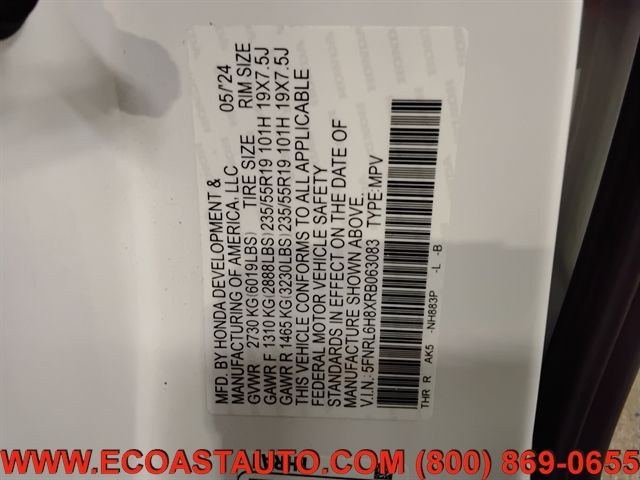 MFD. BY HONDA DEVELOPMENT &
MANUFACTURING OF AMERICA, LLC 05/'24
GVWR 2730 KG(6019LBS) TIRE SIZE RIM SIZE
GAWR F 1310 KG(2888LBS) 235/55R19 101H 19X7.5J
GAWR R 1465 KG(3230LBS) 235/55R19 101H 19X7.5J
THIS VEHICLE CONFORMS TO ALL APPLICABLE
FEDERAL MOTOR VEHICLE SAFETY
STANDARDS IN EFFECT ON THE DATE OF
MANUFACTURE SHOWN ABOVE.
V.I.N.: 5FNRL6H8XRB063083 TYPE:MPV
THR R AK5 -NH883P -L -B
HONDA HONDA HONDA
WWW.ECOASTAUTO.COM (800) 869-0655